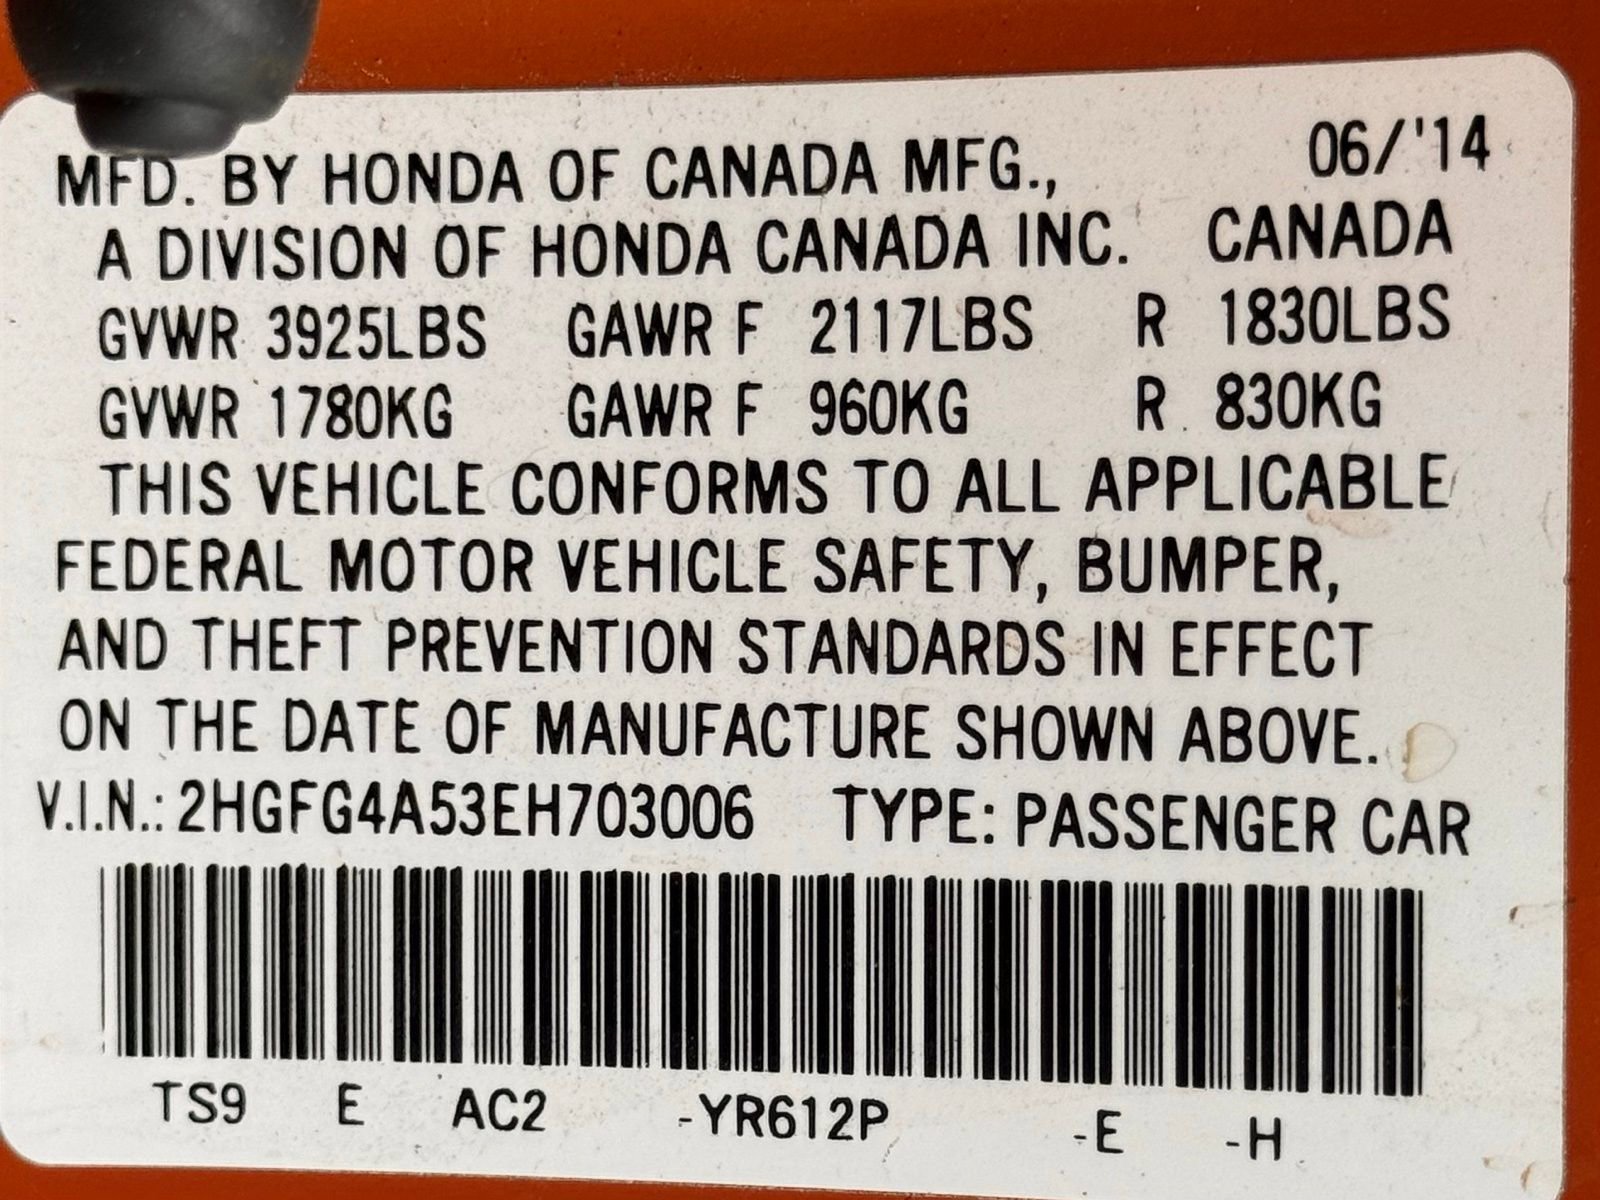 MFD. BY HONDA OF CANADA MFG., 06/'14
A DIVISION OF HONDA CANADA INC. CANADA
GVWR 3925LBS GAWR F 2117LBS R 1830LBS
GVWR 1780KG GAWR F 960KG R 830KG
THIS VEHICLE CONFORMS TO ALL APPLICABLE
FEDERAL MOTOR VEHICLE SAFETY, BUMPER,
AND THEFT PREVENTION STANDARDS IN EFFECT
ON THE DATE OF MANUFACTURE SHOWN ABOVE.
V.I.N.: 2HGFG4A53EH703006 TYPE: PASSENGER CAR
TS9 E AC2 -YR612P -E -H